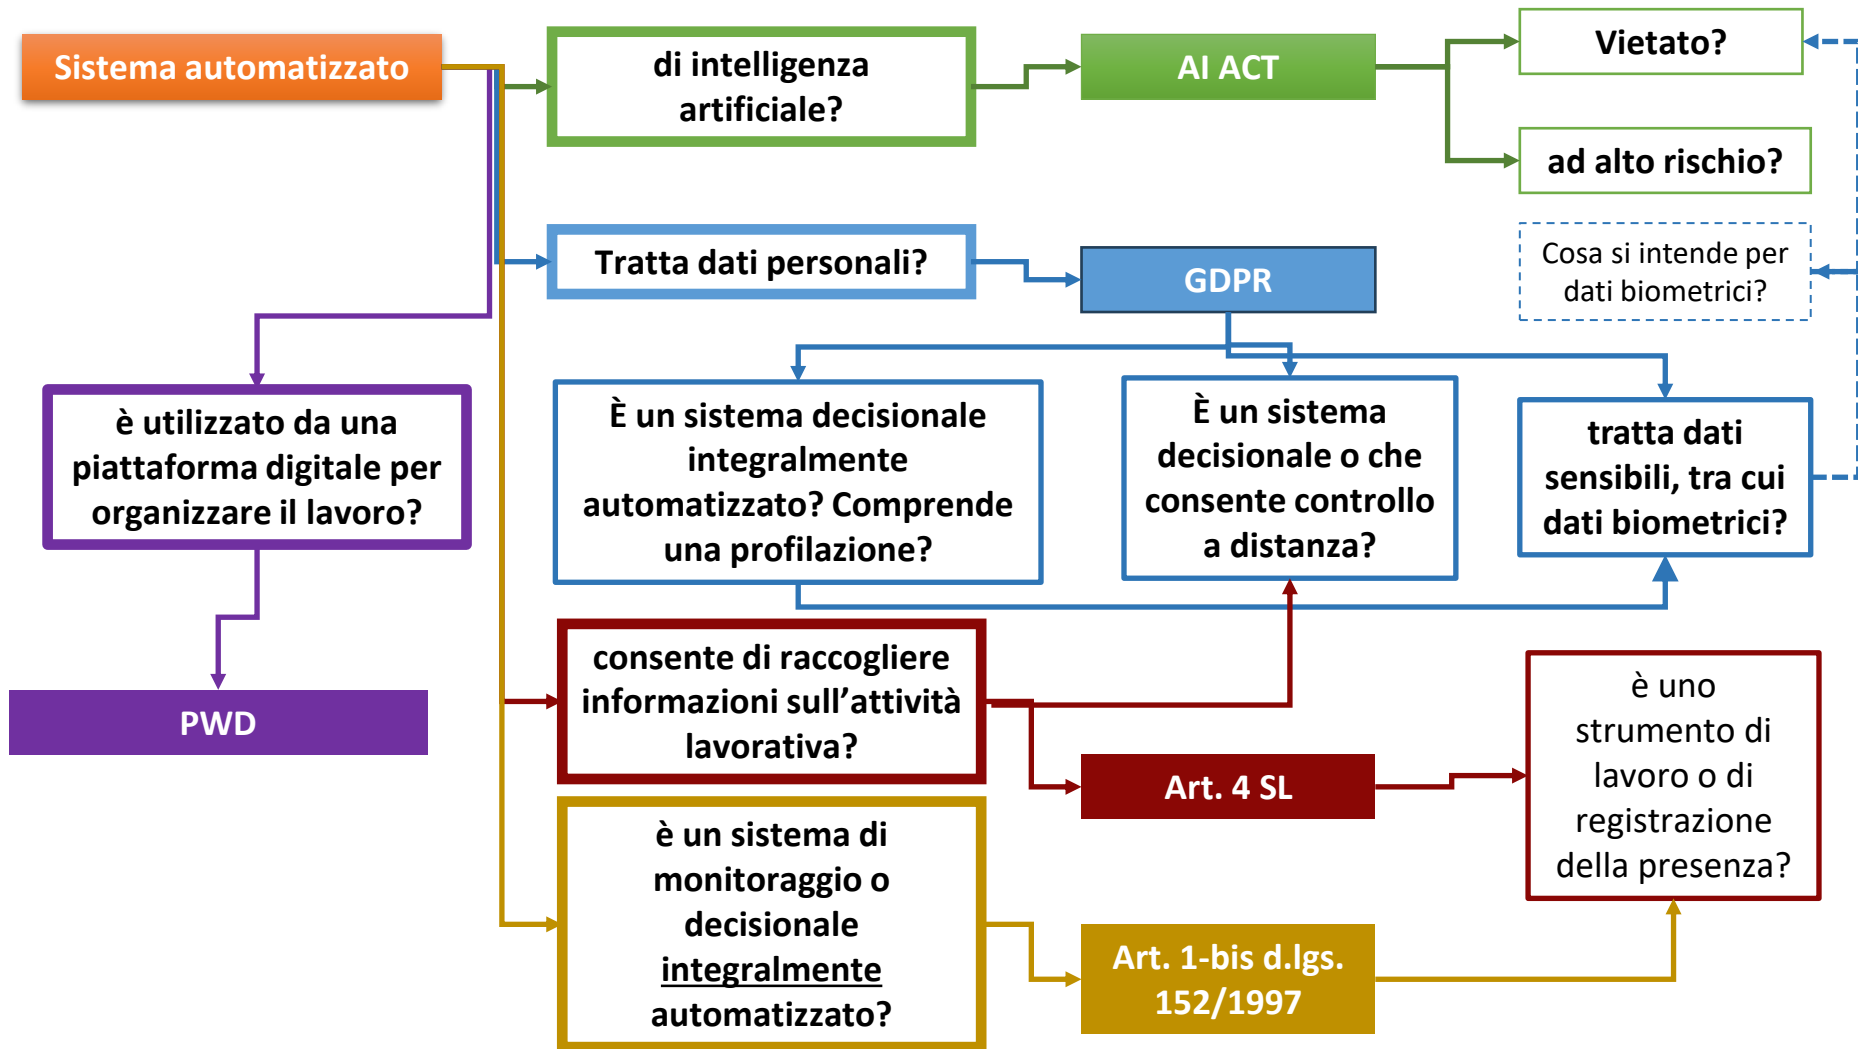 Sistema automatizzato
di intelligenza
artificiale?
AI ACT
Vietato?
ad alto rischio?
Tratta dati personali?
GDPR
Cosa si intende per
dati biometrici?
è utilizzato da una
piattaforma digitale per
organizzare il lavoro?
È un sistema decisionale
integralmente
automatizzato? Comprende
una profilazione?
È un sistema
decisionale o che
consente controllo
a distanza?
tratta dati
sensibili, tra cui
dati biometrici?
PWD
consente di raccogliere
informazioni sull’attività
lavorativa?
Art. 4 SL
è uno
strumento di
lavoro o di
registrazione
della presenza?
è un sistema di
monitoraggio o
decisionale
integralmente
automatizzato?
Art. 1-bis d.lgs.
152/1997